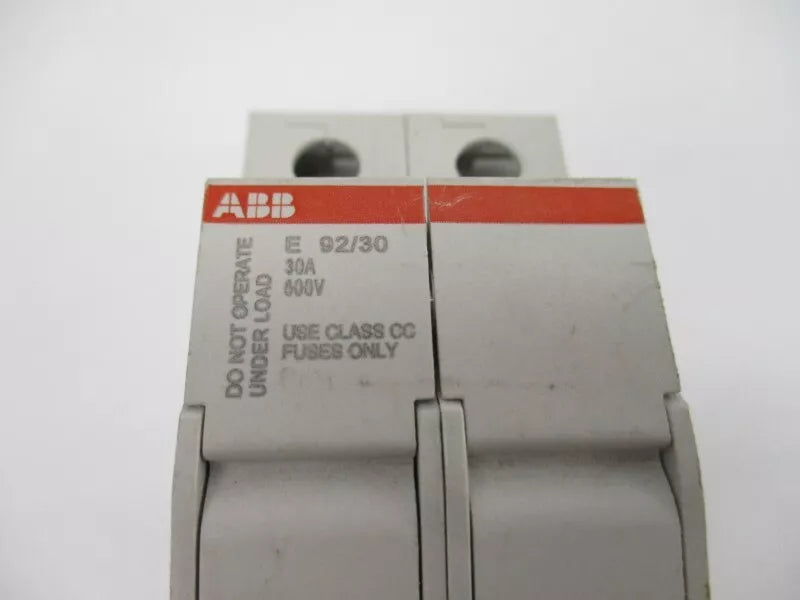 ABB
E 92/30
30A
600V
USE CLASS CC
FUSES ONLY
DO NOT OPERATE
UNDER LOAD